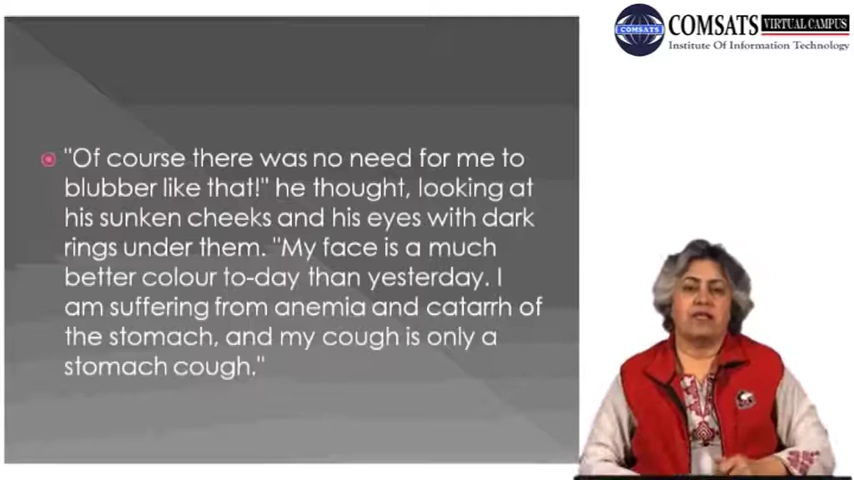 COMSATS VIRTUAL CAMPUS
COMSATS
Institute Of Information Technology
"Of course there was no need for me to
blubber like that!" he thought, looking at
his sunken cheeks and his eyes with dark
rings under them. "My face is a much
better colour to-day than yesterday. I
am suffering from anemia and catarrh of
the stomach, and my cough is only a
stomach cough."